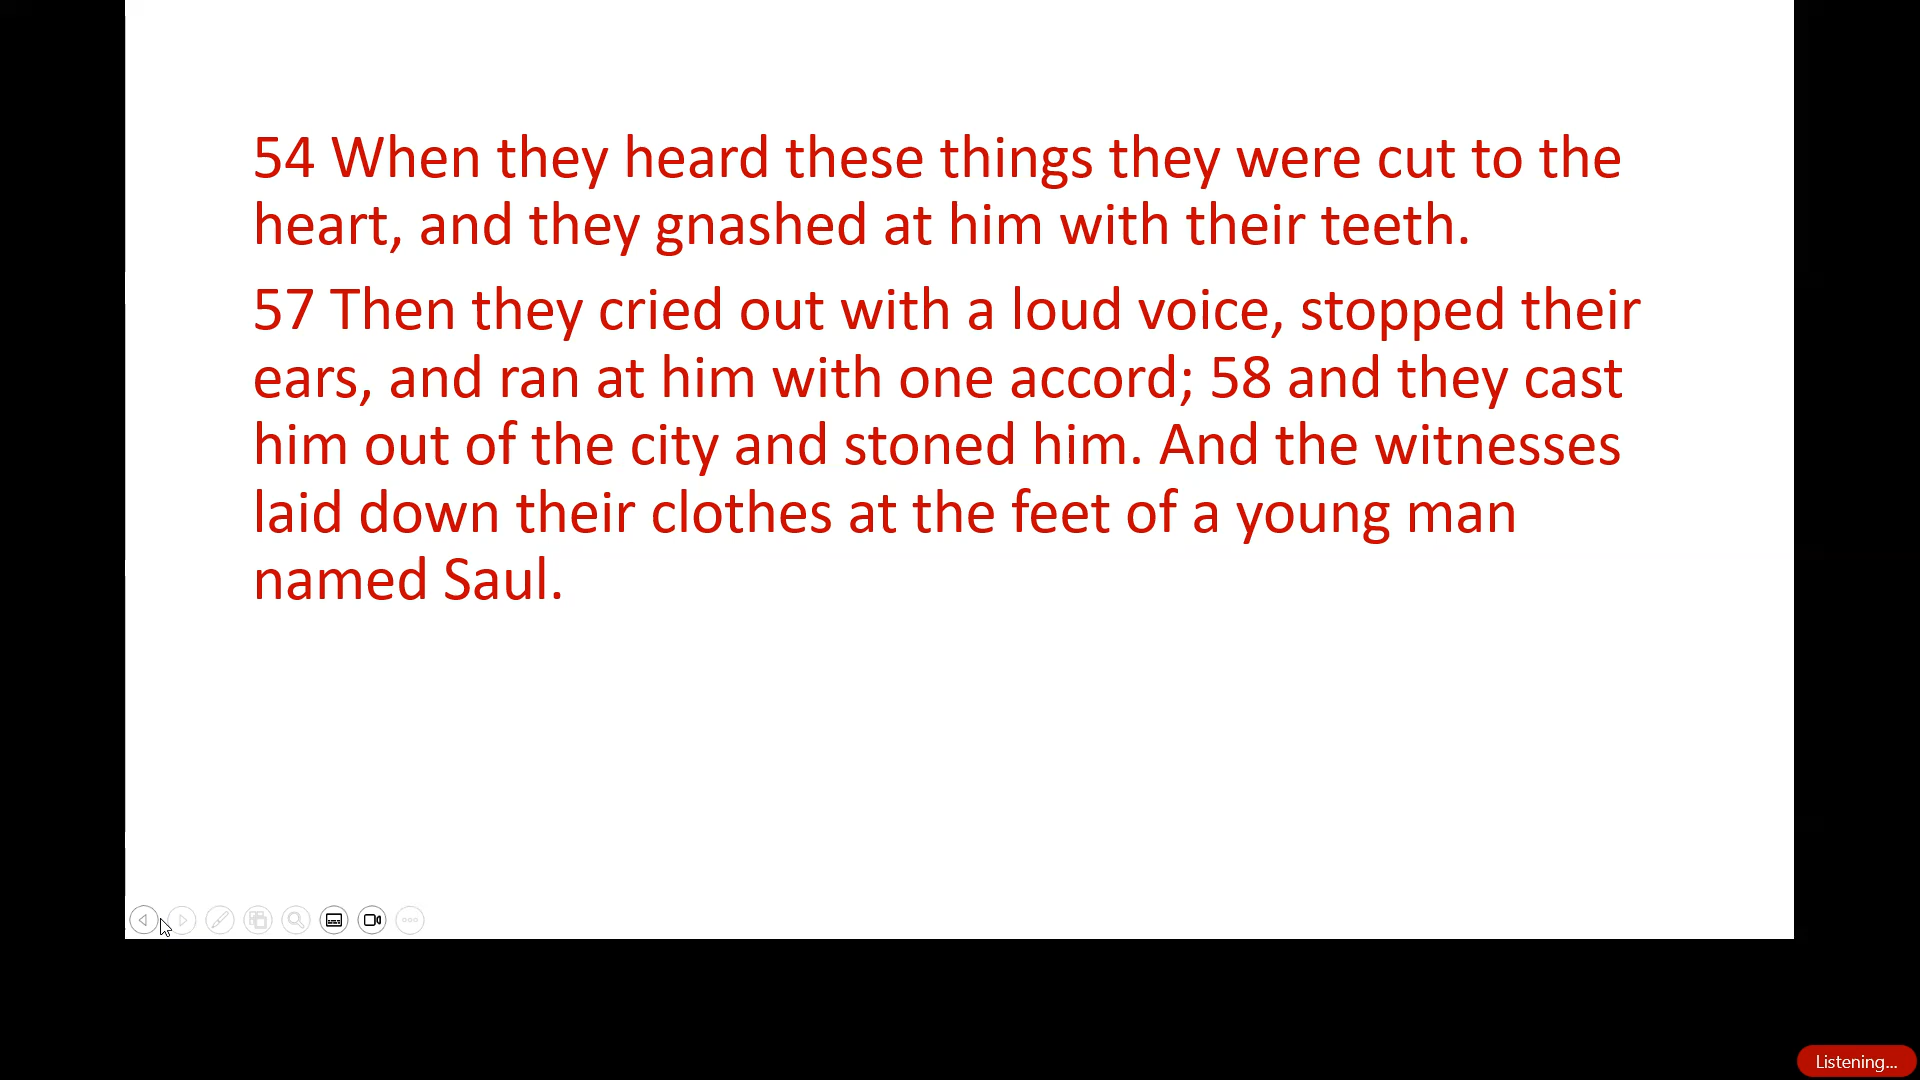 54 When they heard these things they were cut to the
heart, and they gnashed at him with their teeth.
57 Then they cried out with a loud voice, stopped their
ears, and ran at him with one accord; 58 and they cast
him out of the city and stoned him. And the witnesses
laid down their clothes at the feet of a young man
named Saul.
Listening...